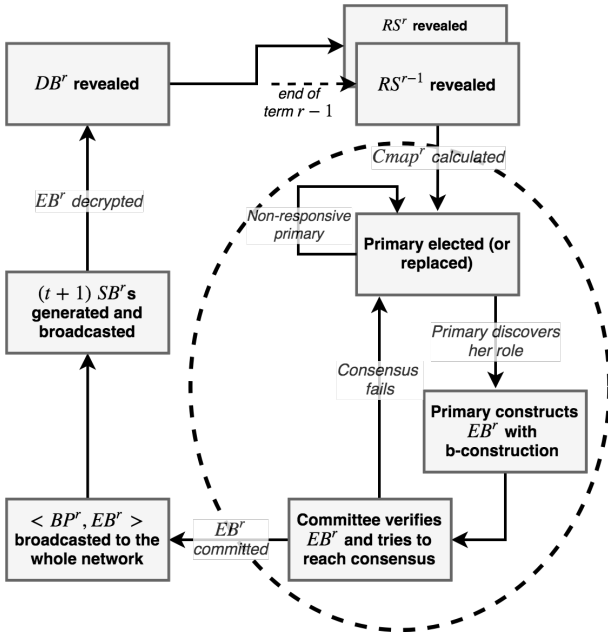 RS^r revealed
DB^r revealed
RS^{r-1} revealed
end of
term r − 1
Cmap^r calculated
EB^r decrypted
Non-responsive
primary
Primary elected (or
replaced)
(t + 1) SB^r s
generated and
broadcasted
Primary discovers
her role
Consensus
fails
Primary constructs
EB^r with
b-construction
< BP^r, EB^r >
broadcasted to the
whole network
EB^r
committed
Committee verifies
EB^r and tries to
reach consensus